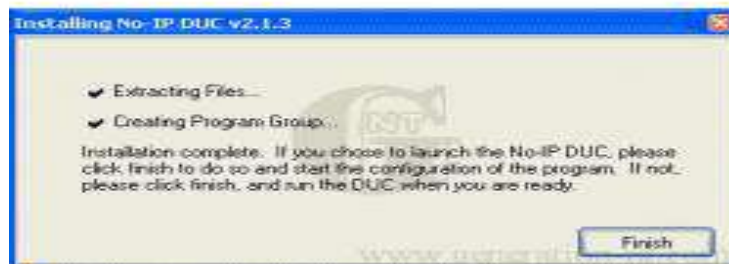 Installing No-IP DUC v2.1.3
Extracting Files...
Creating Program Group...
NT
Installation complete. If you chose to launch the No-IP DUC, please
click finish to do so and start the configuration of the program. If not,
please click finish, and run the DUC when you are ready.
Finish